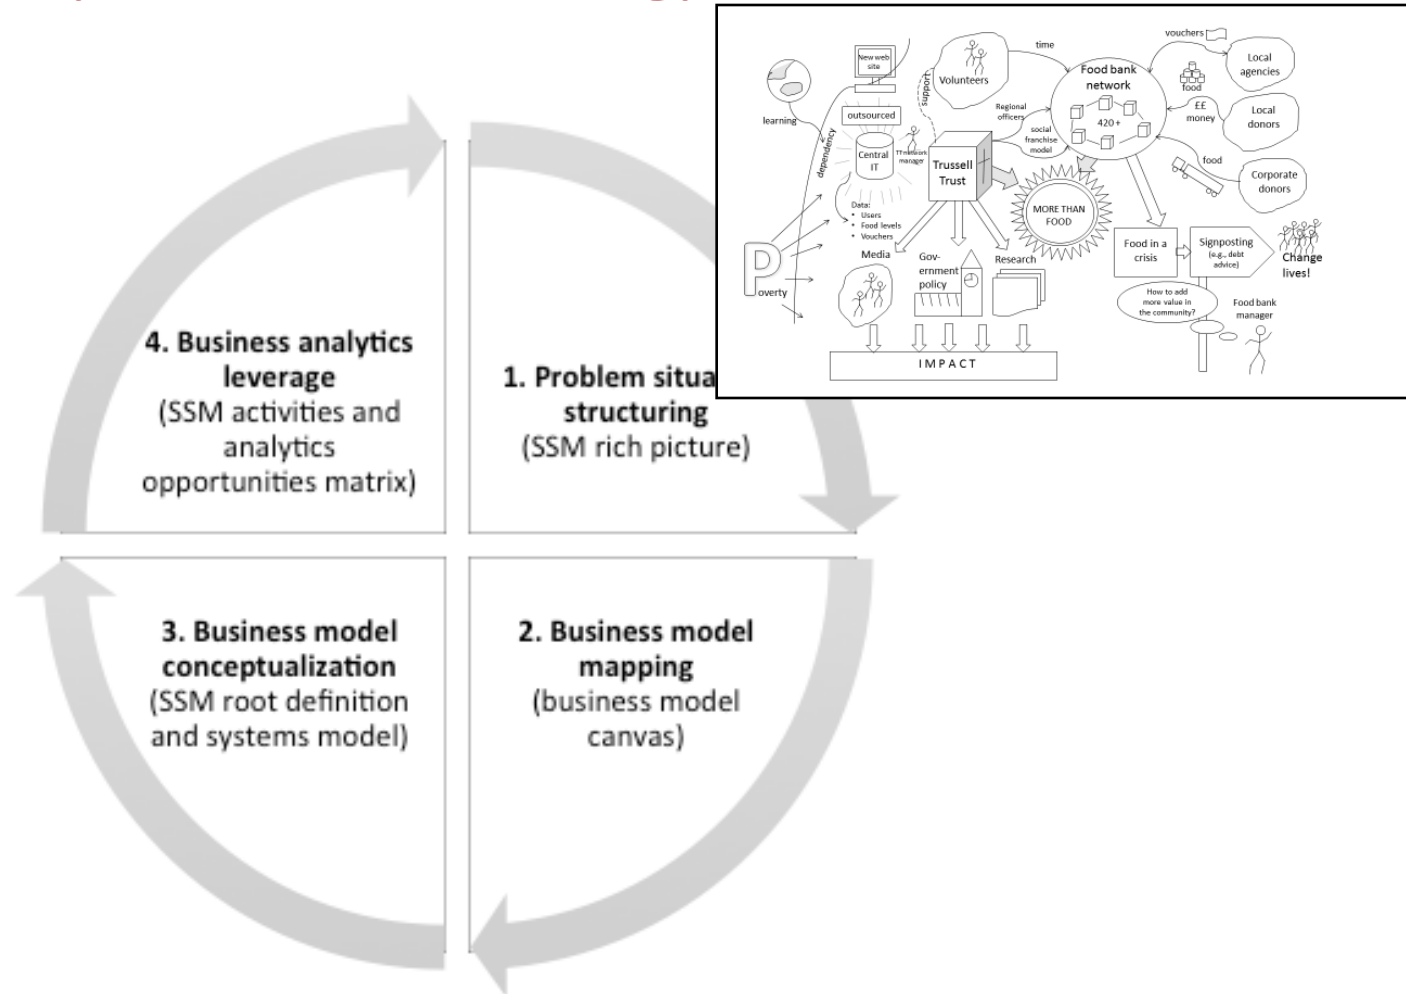 4. Business analytics
leverage
(SSM activities and
analytics
opportunities matrix)
1. Problem situa
structuring
(SSM rich picture)
3. Business model
conceptualization
(SSM root definition
and systems model)
2. Business model
mapping
(business model
canvas)
New web
site
learning
outsourced
dependency
Central
IT
TT network
manager
support
Volunteers
time
Regional
officers
social
franchise
model
Trussell
Trust
Food bank
network
420+
vouchers
Local
agencies
food
££
money
Local
donors
food
Corporate
donors
Data:
• Users
• Food levels
• Vouchers
MORE THAN
FOOD
Poverty
Media
Gov-
ernment
policy
Research
IMPACT
Food in a
crisis
Signposting
(e.g., debt
advice)
Change
lives!
How to add
more value in
the community?
Food bank
manager